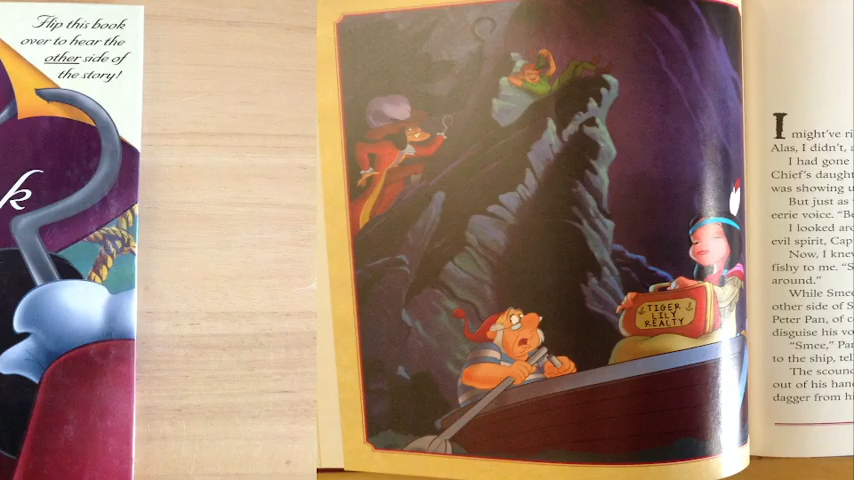 Flip this book
over to hear the
other side of
the story!
k
TIGER
LILY
REALTY
I might've ri
Alas, I didn't, a
I had gone
Chief's daught
was showing u
But just as
eerie voice. "Be
I looked aro
evil spirit, Cap
Now, I knew
fishy to me. "S
around."
While Smee
other side of S
Peter Pan, of c
disguise his vo
"Smee," Pan
to the ship, tel
The scound
out of his hand
dagger from h